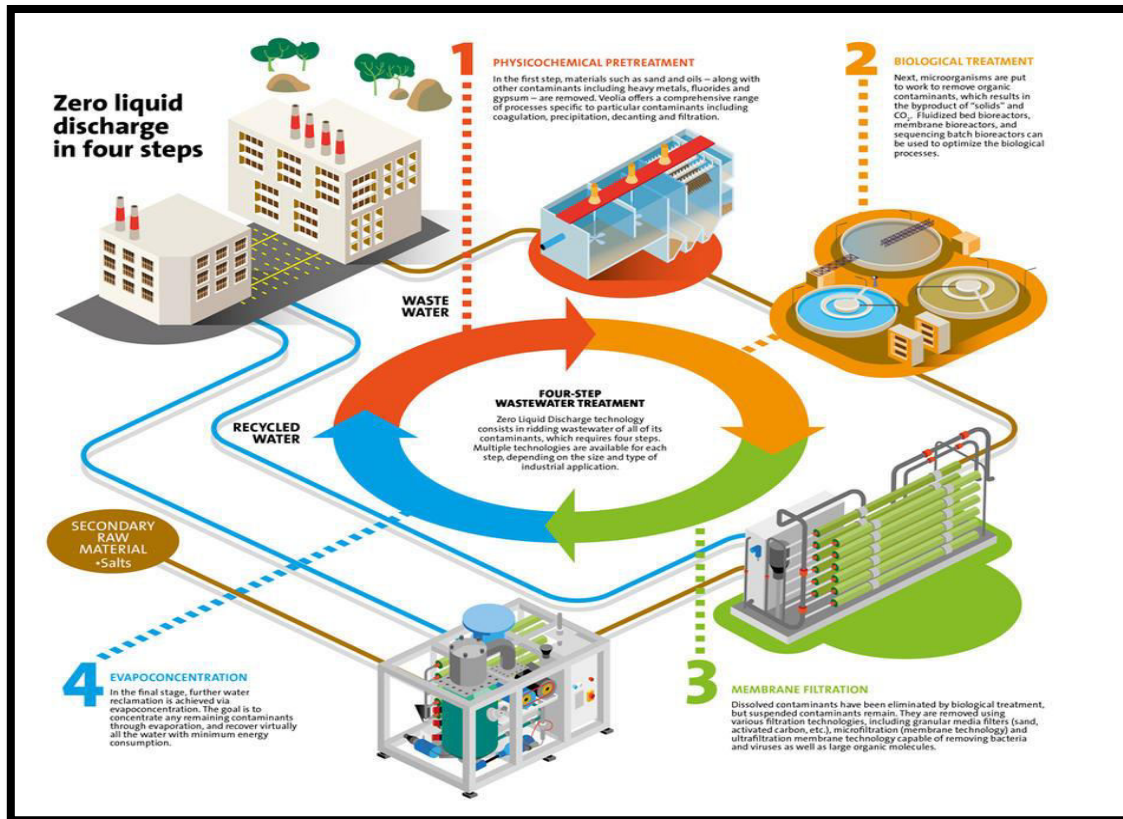 Zero liquid
discharge
in four steps
1
PHYSICOCHEMICAL PRETREATMENT
In the first step, materials such as sand and oils – along with
other contaminants including heavy metals, fluorides and
gypsum – are removed. Veolia offers a comprehensive range
of processes specific to particular contaminants including
coagulation, precipitation, decanting and filtration.
2
BIOLOGICAL TREATMENT
Next, microorganisms are put
to work to remove organic
contaminants, which results in
the byproduct of "solids" and
CO₂. Fluidized bed bioreactors,
membrane bioreactors, and
sequencing batch bioreactors can
be used to optimize the biological
processes.
WASTE
WATER
RECYCLED
WATER
FOUR-STEP
WASTEWATER TREATMENT
Zero Liquid Discharge technology
consists in ridding wastewater of all of its
contaminants, which requires four steps.
Multiple technologies are available for each
step, depending on the size and type of
industrial application.
SECONDARY
RAW
MATERIAL
•Salts
4
EVAPOCONCENTRATION
In the final stage, further water
reclamation is achieved via
evapoconcentration. The goal is to
concentrate any remaining contaminants
through evaporation, and recover virtually
all the water with minimum energy
consumption.
3
MEMBRANE FILTRATION
Dissolved contaminants have been eliminated by biological treatment,
but suspended contaminants remain. They are removed using
various filtration technologies, including granular media filters (sand,
activated carbon, etc.), microfiltration (membrane technology) and
ultrafiltration membrane technology capable of removing bacteria
and viruses as well as large organic molecules.